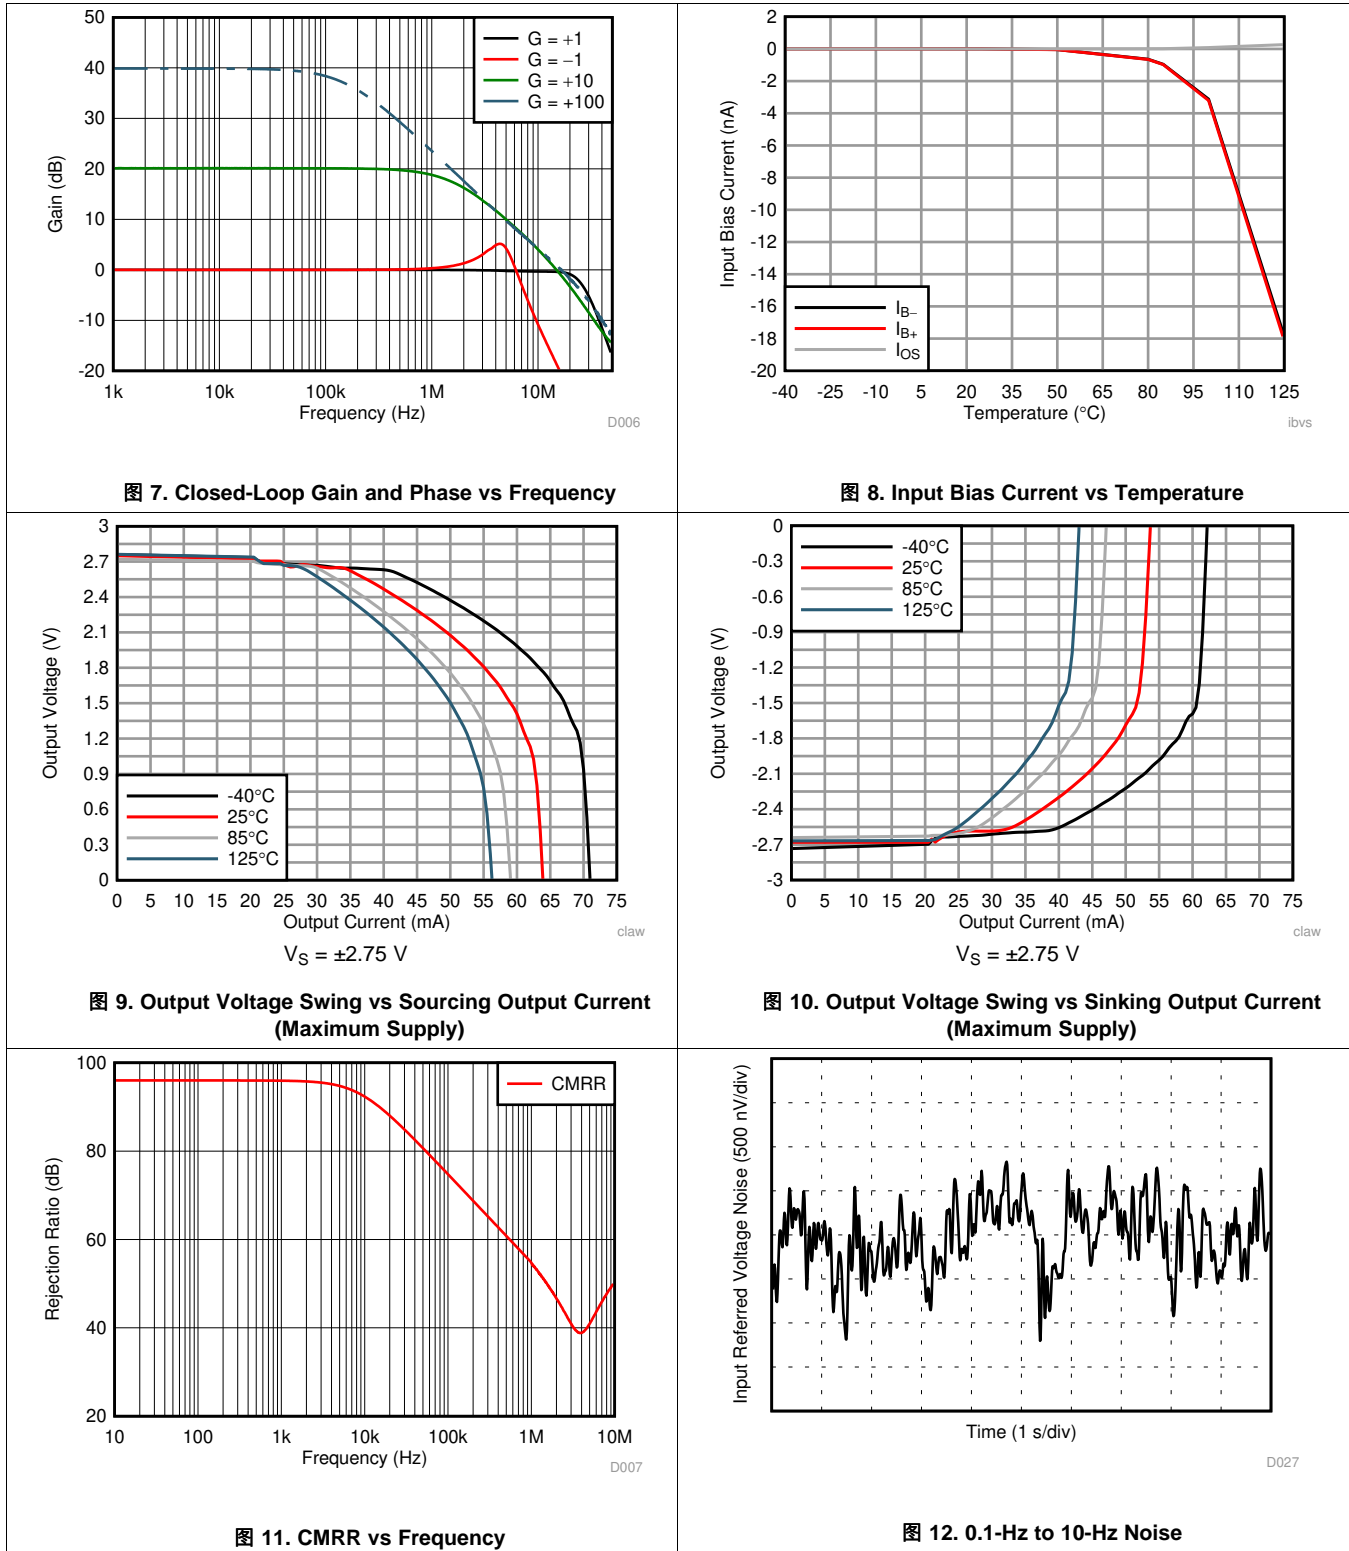 50
40
30
20
10
0
-10
-20
Gain (dB)
G = +1
G = −1
G = +10
G = +100
1k 10k 100k 1M 10M
Frequency (Hz)
D006
图 7. Closed-Loop Gain and Phase vs Frequency
2
0
-2
-4
-6
-8
-10
-12
-14
-16
-18
-20
Input Bias Current (nA)
IB−
IB+
IOS
-40 -25 -10 5 20 35 50 65 80 95 110 125
Temperature (°C)
ibvs
图 8. Input Bias Current vs Temperature
3
2.7
2.4
2.1
1.8
1.5
1.2
0.9
0.6
0.3
0
Output Voltage (V)
-40°C
25°C
85°C
125°C
0 5 10 15 20 25 30 35 40 45 50 55 60 65 70 75
Output Current (mA)
claw
VS = ±2.75 V
图 9. Output Voltage Swing vs Sourcing Output Current
(Maximum Supply)
0
-0.3
-0.6
-0.9
-1.2
-1.5
-1.8
-2.1
-2.4
-2.7
-3
Output Voltage (V)
-40°C
25°C
85°C
125°C
0 5 10 15 20 25 30 35 40 45 50 55 60 65 70 75
Output Current (mA)
claw
VS = ±2.75 V
图 10. Output Voltage Swing vs Sinking Output Current
(Maximum Supply)
100
80
60
40
20
Rejection Ratio (dB)
CMRR
10 100 1k 10k 100k 1M 10M
Frequency (Hz)
D007
图 11. CMRR vs Frequency
Input Referred Voltage Noise (500 nV/div)
Time (1 s/div)
D027
图 12. 0.1-Hz to 10-Hz Noise